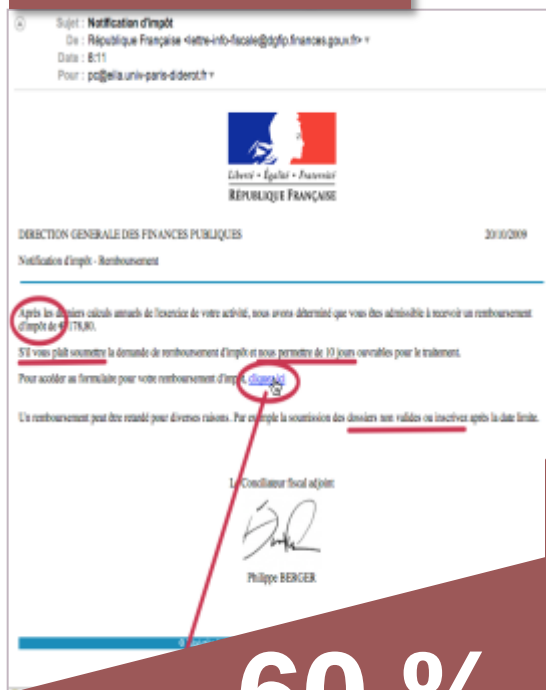 Sujet : Notification d'impôt
De : République Française <lettre-info-fiscale@dgfip.finances.gouv.fr>
Date : 8:11
Pour : pc@eila.univ-paris-diderot.fr
Liberté • Égalité • Fraternité
RÉPUBLIQUE FRANÇAISE
DIRECTION GENERALE DES FINANCES PUBLIQUES 20/10/2009
Notification d'impôt - Remboursement
Après les derniers calculs annuels de l'exercice de votre activité, nous avons déterminé que vous êtes admissible à recevoir un remboursement
d'impôt de € 178,80.
S'il vous plaît soumettre la demande de remboursement d'impôt et nous permettre de 10 jours ouvrables pour le traitement.
Pour accéder au formulaire pour votre remboursement d'impôt, cliquez ici
Un remboursement peut être retardé pour diverses raisons. Par exemple la soumission des dossiers non valides ou inscrivez après la date limite.
Le Conciliateur fiscal adjoint
Philippe BERGER
60 %